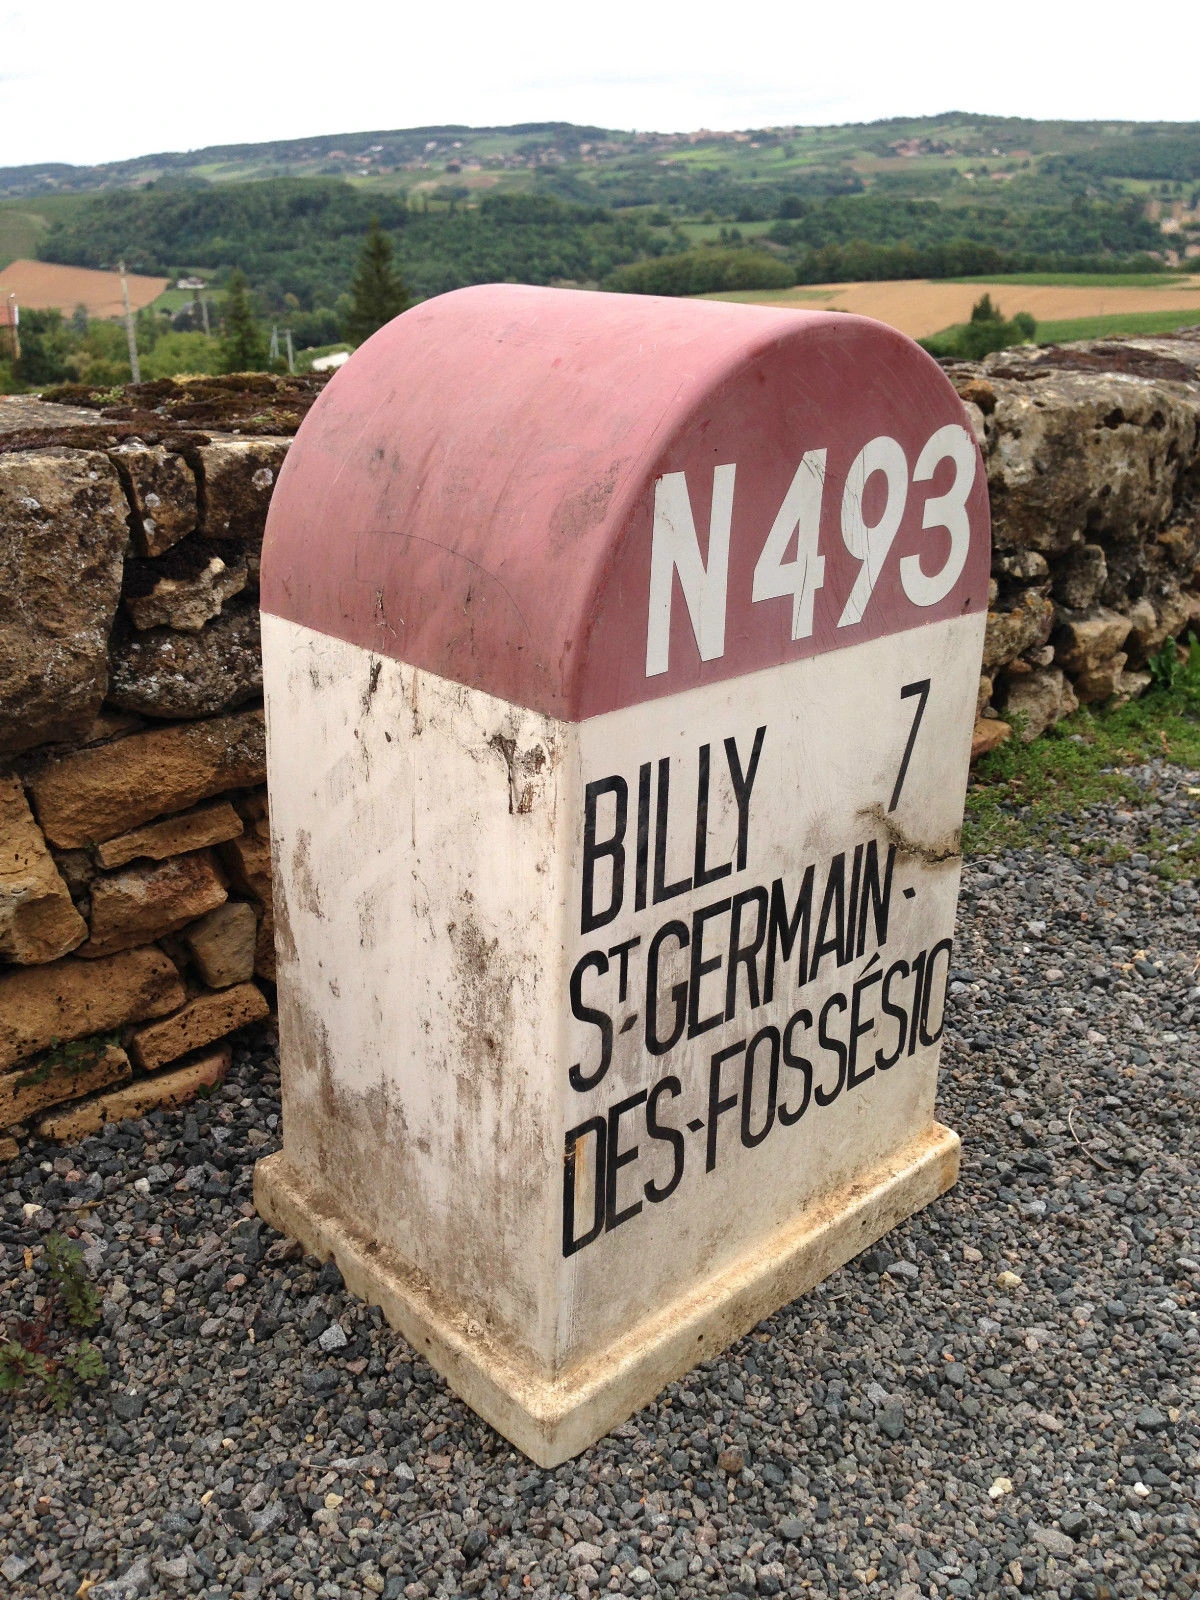 N 493
BILLY 7
ST GERMAIN-
DES-FOSSÉS 10